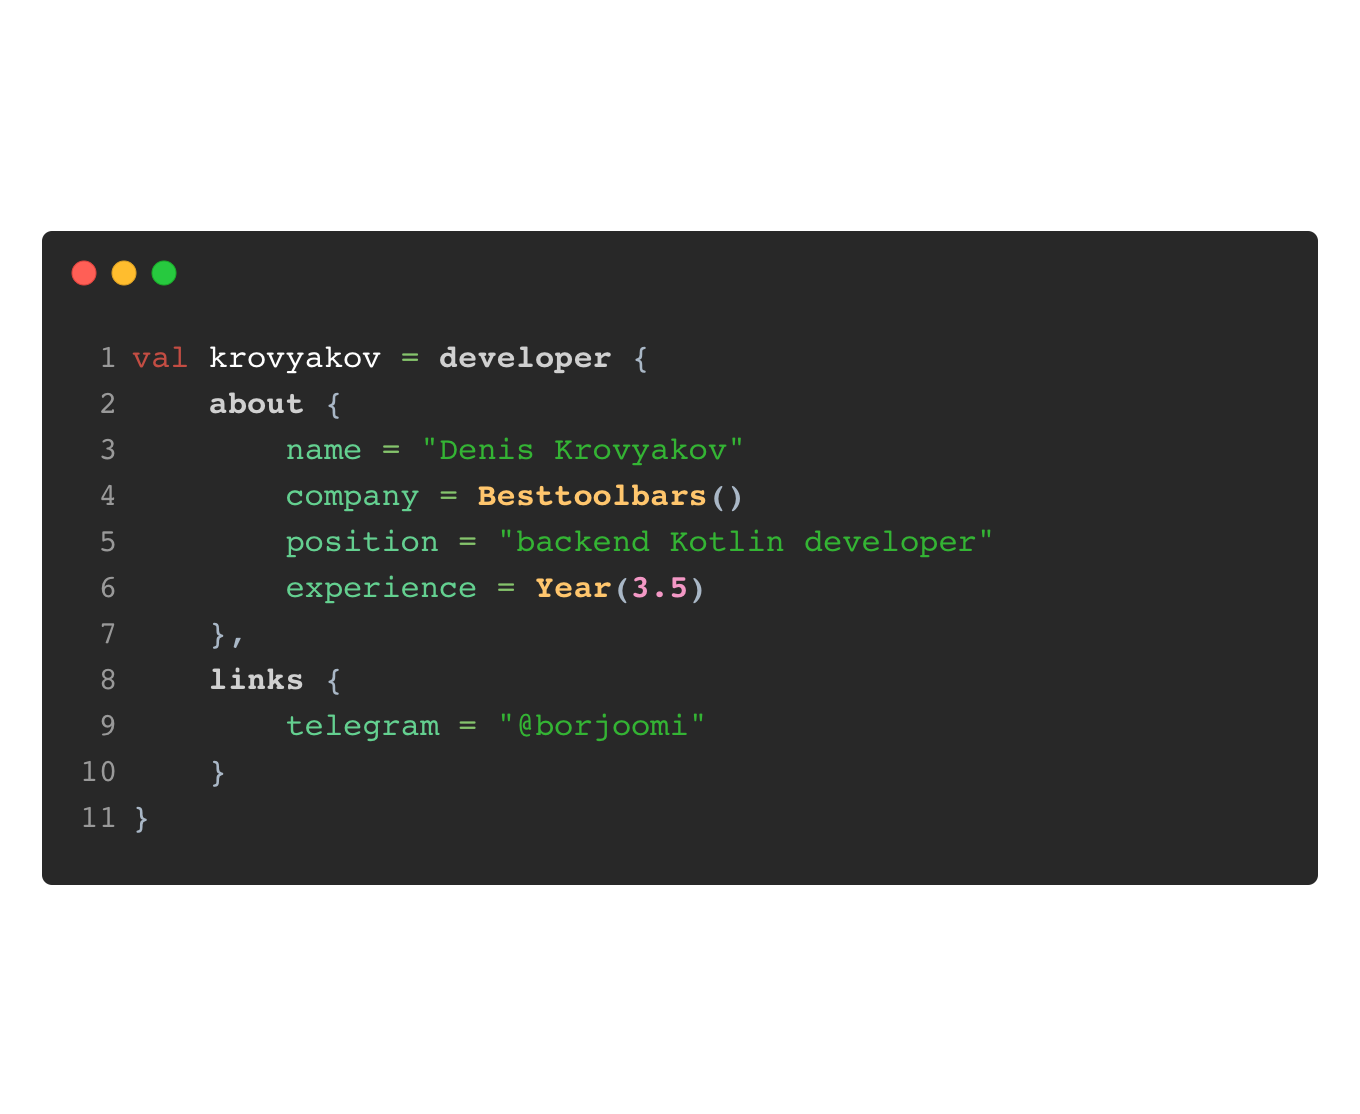 1 val krovyakov = developer {
2     about {
3         name = "Denis Krovyakov"
4         company = Besttoolbars()
5         position = "backend Kotlin developer"
6         experience = Year(3.5)
7     },
8     links {
9         telegram = "@borjoomi"
10     }
11 }